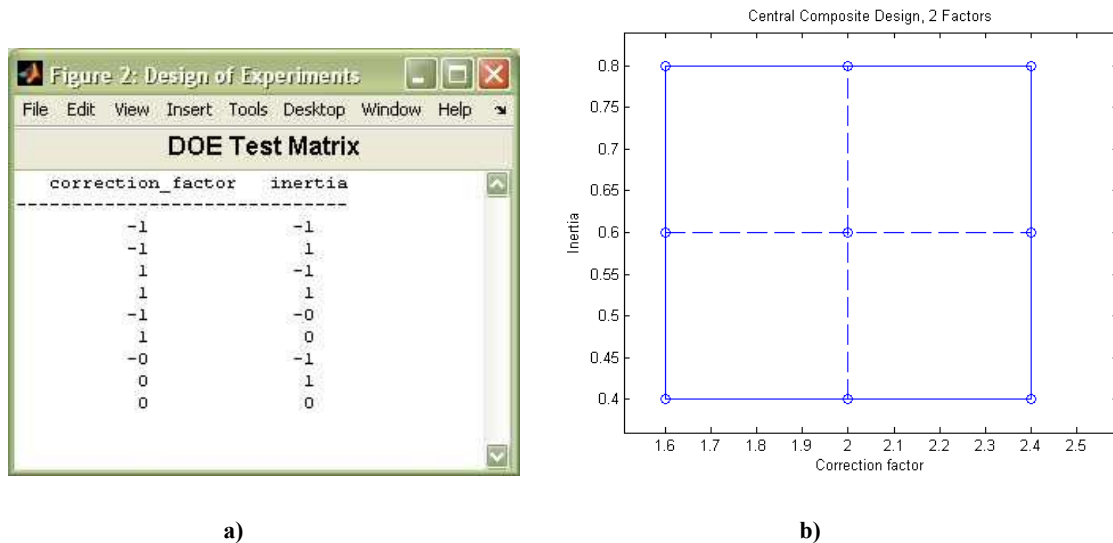 Figure 2: Design of Experiments
File Edit View Insert Tools Desktop Window Help
DOE Test Matrix
correction_factor inertia
------------------------------
-1 -1
-1 1
1 -1
1 1
-1 -0
1 0
-0 -1
0 1
0 0
a)
Central Composite Design, 2 Factors
0.8
0.75
0.7
0.65
0.6
0.55
0.5
0.45
0.4
Inertia
1.6 1.7 1.8 1.9 2 2.1 2.2 2.3 2.4 2.5
Correction factor
b)